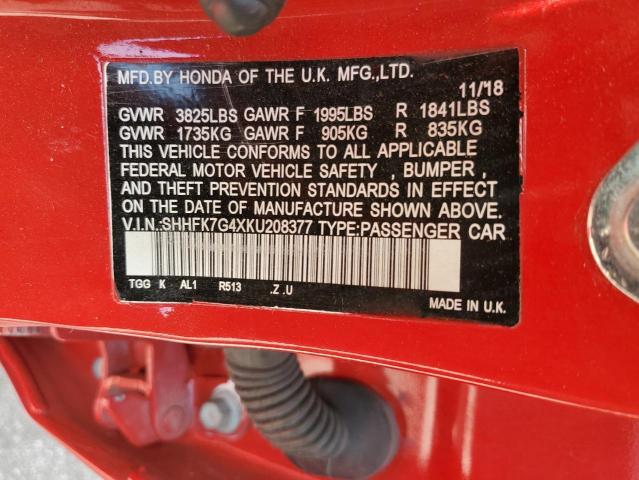 MFD.BY HONDA OF THE U.K. MFG.,LTD.
11/18
GVWR 3825LBS GAWR F 1995LBS R 1841LBS
GVWR 1735KG GAWR F 905KG R 835KG
THIS VEHICLE CONFORMS TO ALL APPLICABLE
FEDERAL MOTOR VEHICLE SAFETY , BUMPER ,
AND THEFT PREVENTION STANDARDS IN EFFECT
ON THE DATE OF MANUFACTURE SHOWN ABOVE.
V.I.N.:SHHFK7G4XKU208377 TYPE:PASSENGER CAR
TGG K AL1 R513 .Z .U
MADE IN U.K.